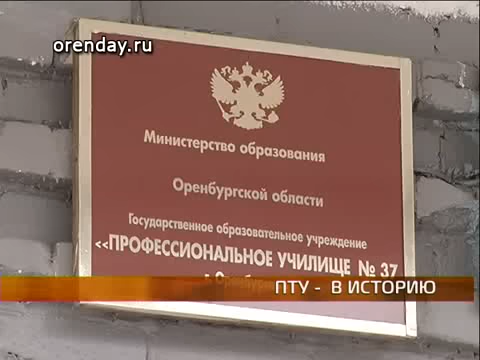 orenday.ru
Министерство образования
Оренбургской области
Государственное образовательное учреждение
<<ПРОФЕССИОНАЛЬНОЕ УЧИЛИЩЕ № 37
ПТУ - В ИСТОРИЮ